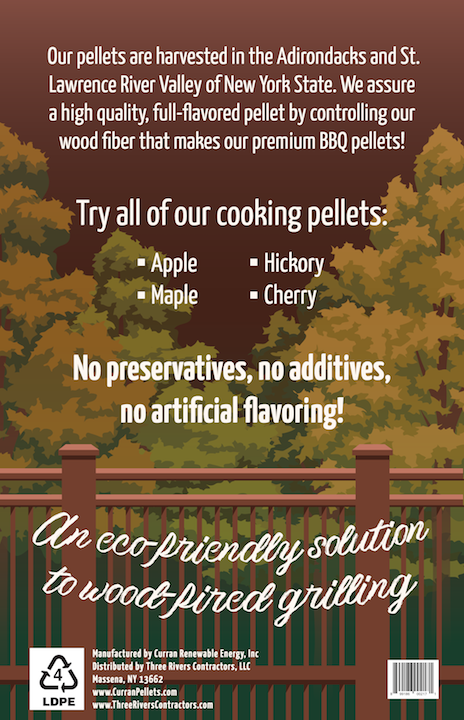 Our pellets are harvested in the Adirondacks and St.
Lawrence River Valley of New York State. We assure
a high quality, full-flavored pellet by controlling our
wood fiber that makes our premium BBQ pellets!
Try all of our cooking pellets:
▪ Apple ▪ Hickory
▪ Maple ▪ Cherry
No preservatives, no additives,
no artificial flavoring!
An eco-friendly solution
to wood-fired grilling
4
LDPE
Manufactured by Curran Renewable Energy, Inc
Distributed by Three Rivers Contractors, LLC
Massena, NY 13662
www.CurranPellets.com
www.ThreeRiversContractors.com